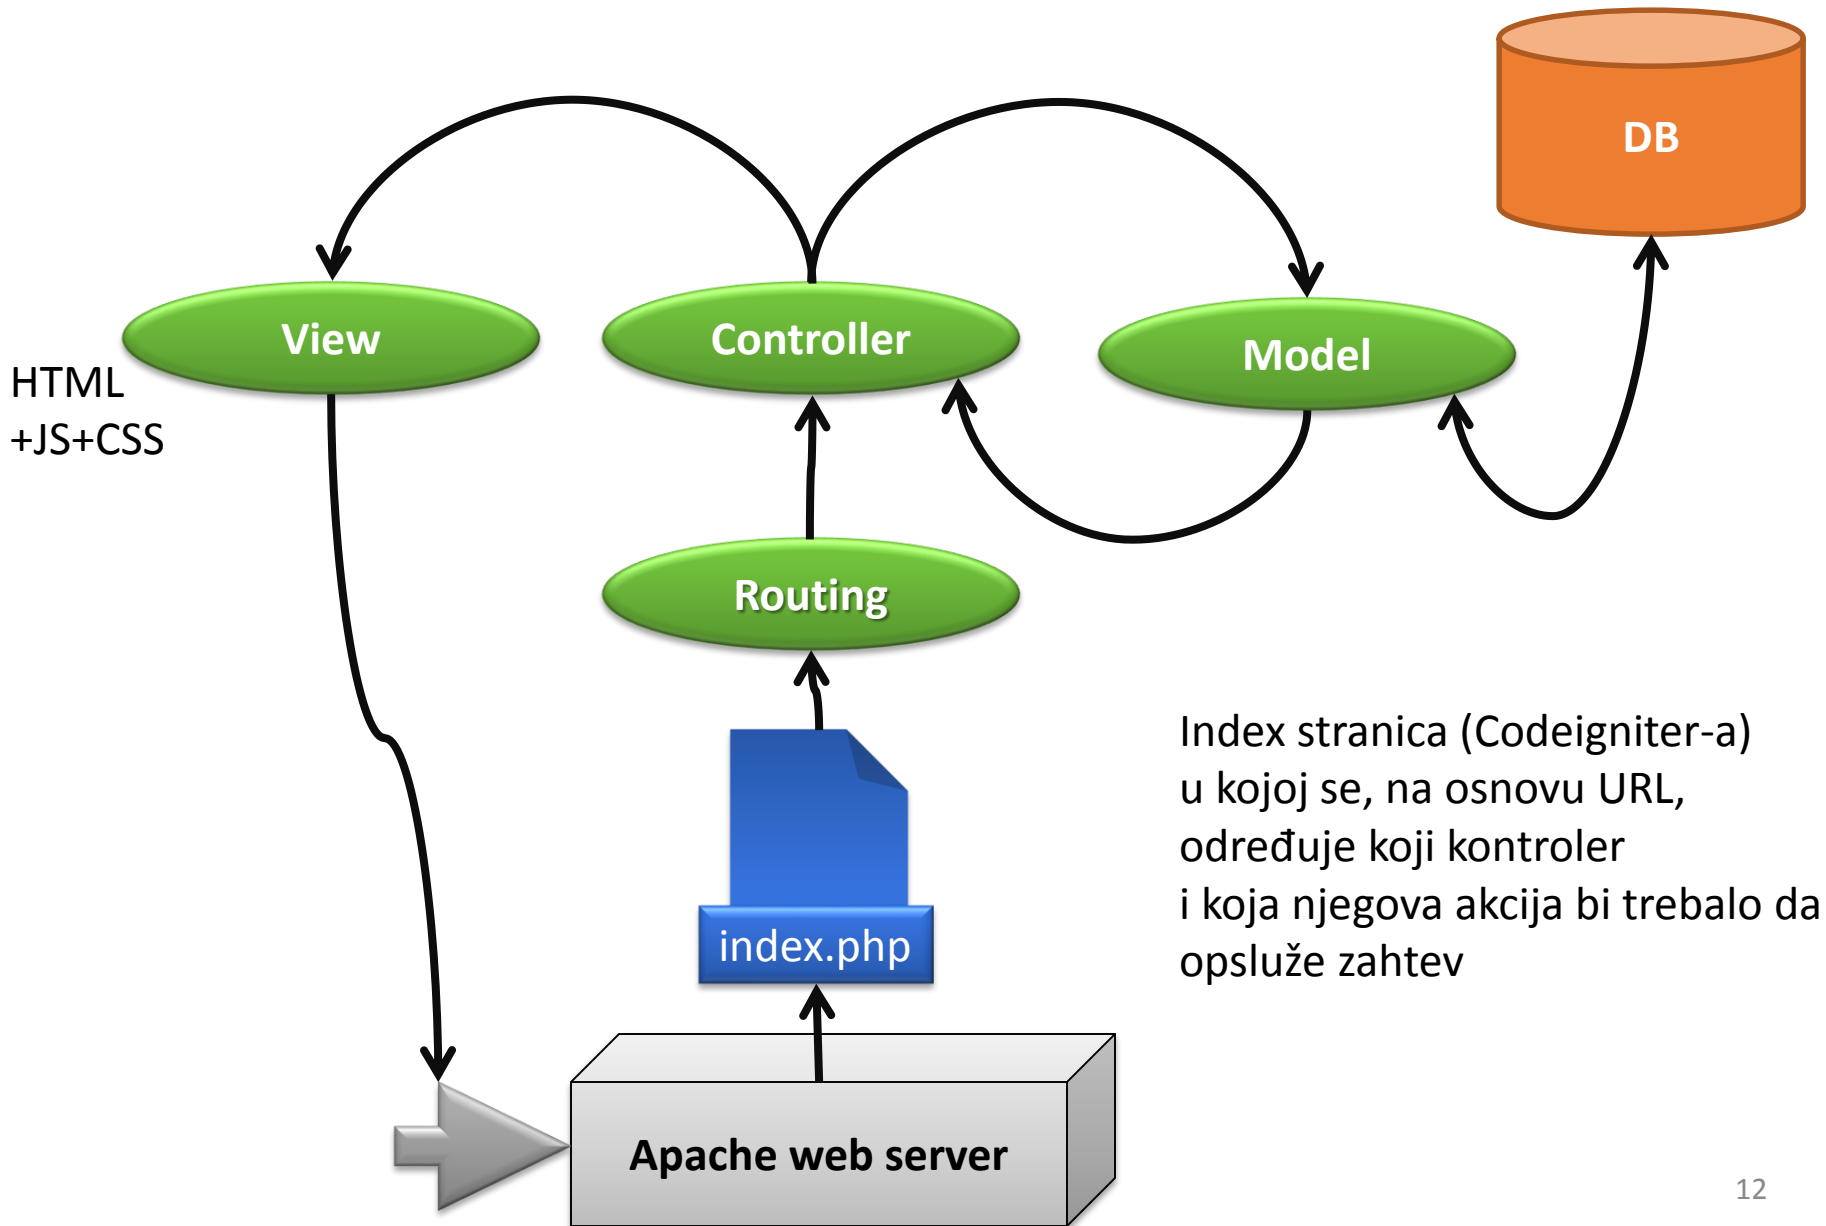 DB
View
Controller
Model
HTML
+JS+CSS
Routing
Index stranica (Codeigniter-a)
u kojoj se, na osnovu URL,
određuje koji kontroler
i koja njegova akcija bi trebalo da
opsluže zahtev
index.php
Apache web server
12